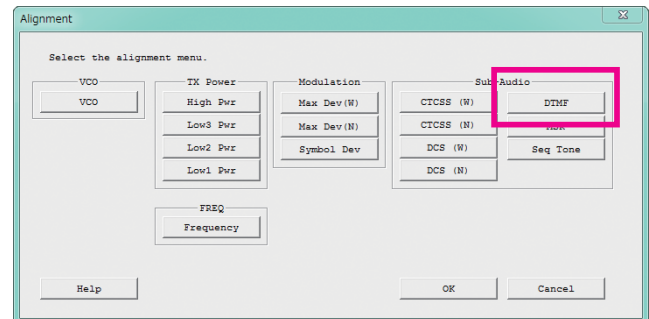 Alignment
Select the alignment menu.
VCO
VCO
TX Power
High Pwr
Low3 Pwr
Low2 Pwr
Low1 Pwr
FREQ
Frequency
Modulation
Max Dev(W)
Max Dev(N)
Symbol Dev
Sub Audio
CTCSS (W)
CTCSS (N)
DCS (W)
DCS (N)
DTMF
Seq Tone
Help
OK
Cancel